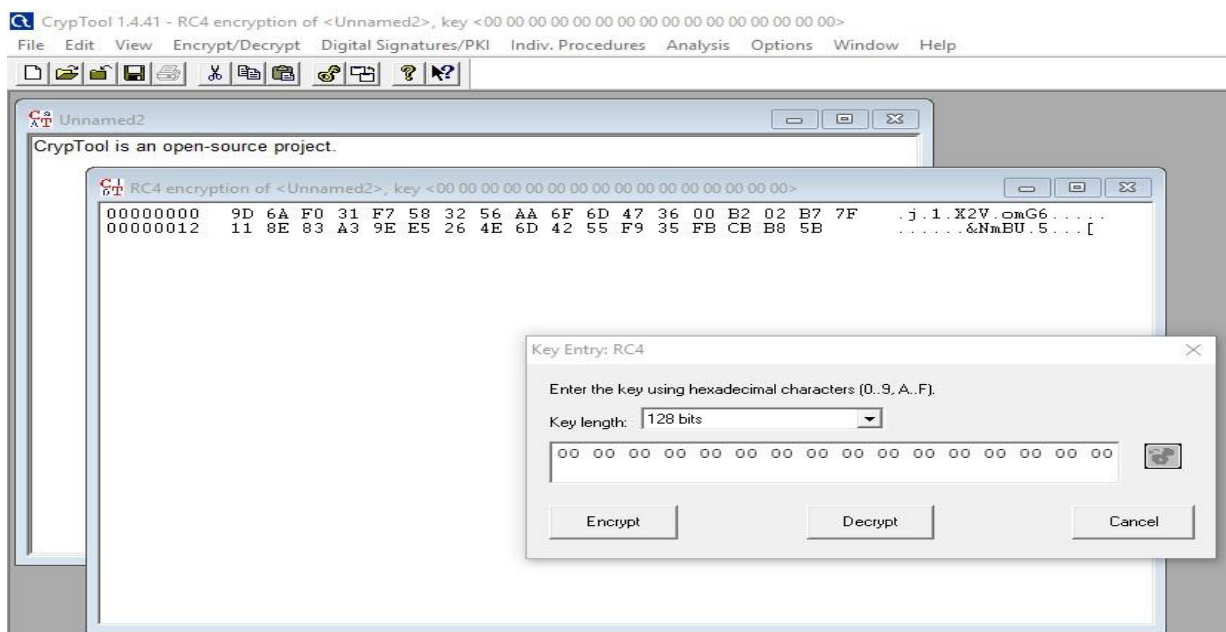 CrypTool 1.4.41 - RC4 encryption of <Unnamed2>, key <00 00 00 00 00 00 00 00 00 00 00 00 00 00 00 00>
File Edit View Encrypt/Decrypt Digital Signatures/PKI Indiv. Procedures Analysis Options Window Help
Unnamed2
CrypTool is an open-source project.
RC4 encryption of <Unnamed2>, key <00 00 00 00 00 00 00 00 00 00 00 00 00 00 00 00>
00000000 9D 6A F0 31 F7 58 32 56 AA 6F 6D 47 36 00 B2 02 B7 7F .j.1.X2V.omG6.....
00000012 11 8E 83 A3 9E E5 26 4E 6D 42 55 F9 35 FB CB B8 5B ......&NmBU.5...[
Key Entry: RC4
Enter the key using hexadecimal characters (0..9, A..F).
Key length: 128 bits
00 00 00 00 00 00 00 00 00 00 00 00 00 00 00 00
Encrypt Decrypt Cancel